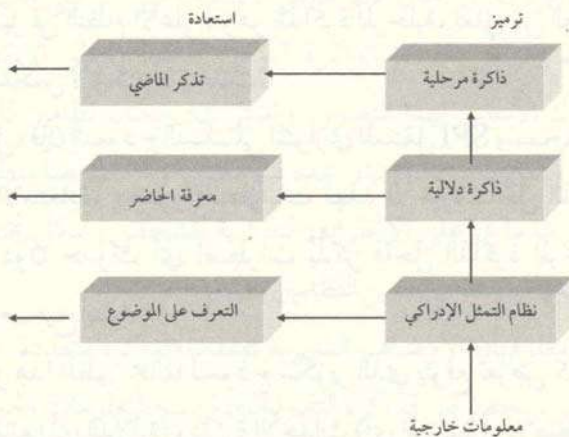 ترميز
استعادة
ذاكرة مرحلية
تذكر الماضي
ذاكرة دلالية
معرفة الحاضر
نظام التمثل الإدراكي
التعرف على الموضوع
معلومات خارجية